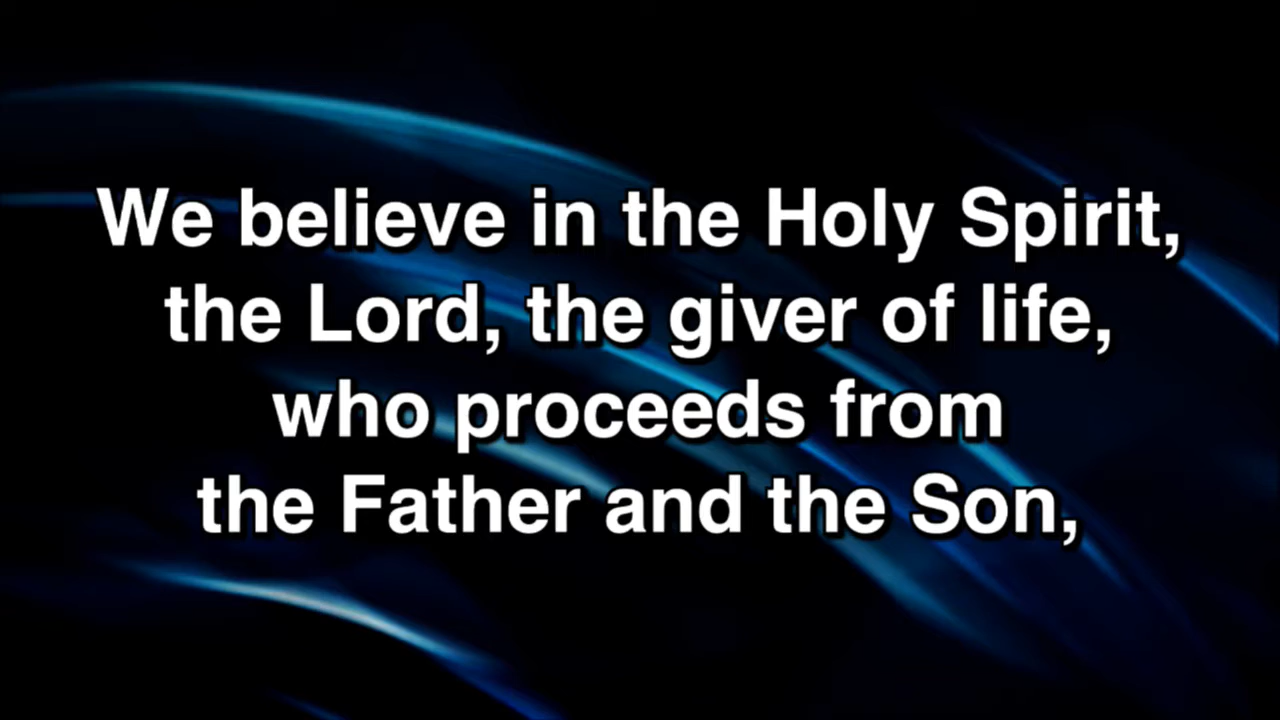 We believe in the Holy Spirit,
the Lord, the giver of life,
who proceeds from
the Father and the Son,